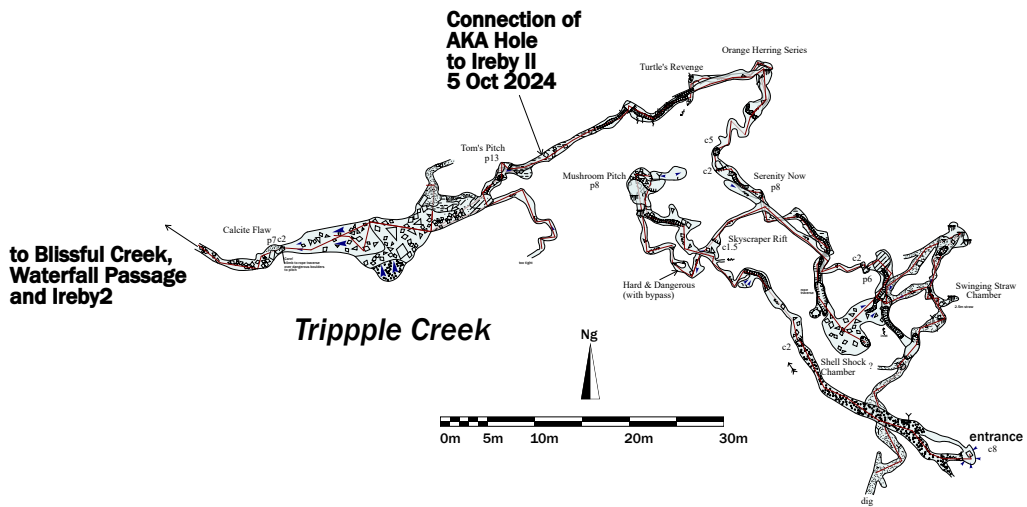 Connection of
AKA Hole
to Ireby II
5 Oct 2024
Orange Herring Series
Turtle's Revenge
Tom's Pitch
p13
c5
c2
Mushroom Pitch
p8
Serenity Now
p8
Calcite Flaw
p7
c2
to Blissful Creek,
Waterfall Passage
and Ireby2
Skyscraper Rift
c1.5
c2
p6
Hard & Dangerous
(with bypass)
too tight
Swinging Straw
Chamber
Trippple Creek
Ng
c2
Shell Shock
Chamber
?
0m
5m
10m
20m
30m
entrance
c8
dig